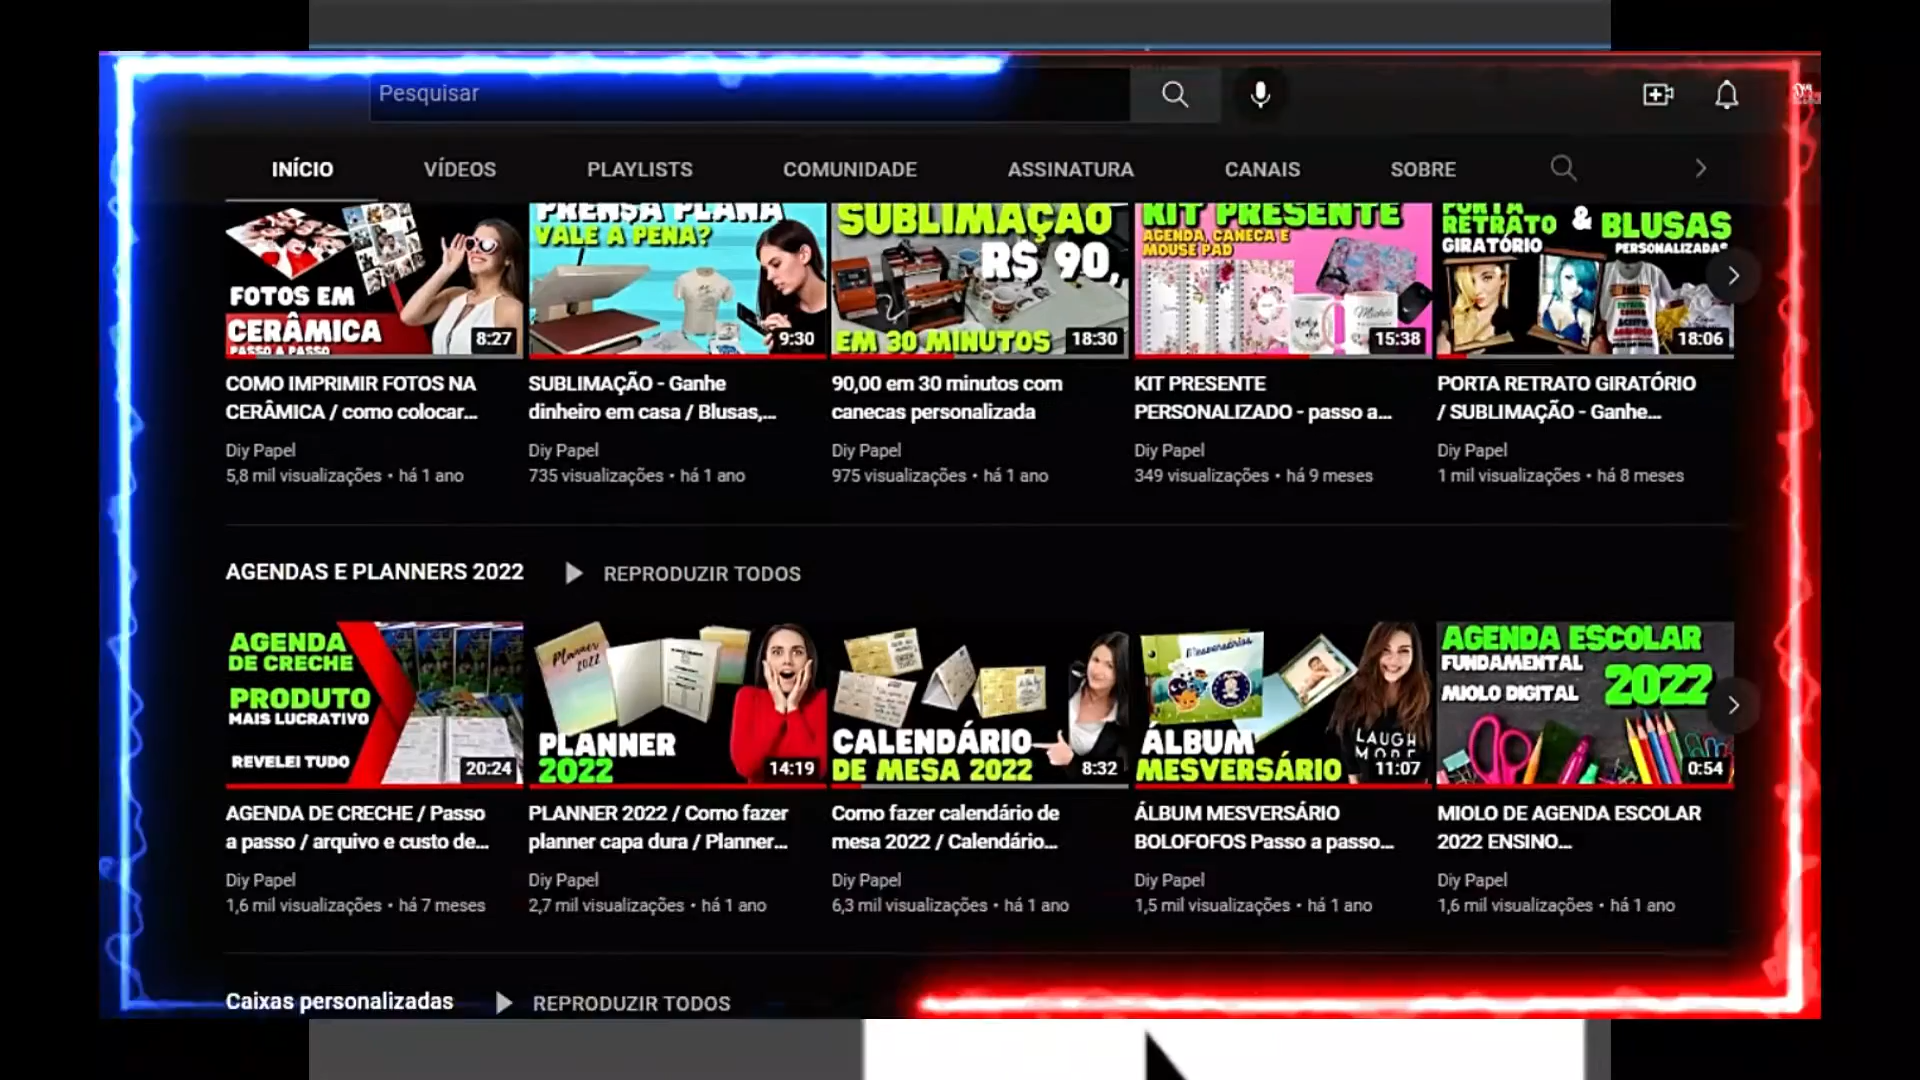 Pesquisar
INÍCIO VÍDEOS PLAYLISTS COMUNIDADE ASSINATURA CANAIS SOBRE
FOTOS EM
CERÂMICA
PASSO A PASSO
8:27
PRENSA PLANA
VALE A PENA?
9:30
SUBLIMAÇÃO
R$ 90,
EM 30 MINUTOS
18:30
KIT PRESENTE
AGENDA, CANECA E
MOUSE PAD
15:38
PORTA
RETRATO & BLUSAS
GIRATÓRIO PERSONALIZADAS
18:06
COMO IMPRIMIR FOTOS NA
CERÂMICA / como colocar...
Diy Papel
5,8 mil visualizações • há 1 ano
SUBLIMAÇÃO - Ganhe
dinheiro em casa / Blusas,...
Diy Papel
735 visualizações • há 1 ano
90,00 em 30 minutos com
canecas personalizada
Diy Papel
975 visualizações • há 1 ano
KIT PRESENTE
PERSONALIZADO - passo a...
Diy Papel
349 visualizações • há 9 meses
PORTA RETRATO GIRATÓRIO
/ SUBLIMAÇÃO - Ganhe...
Diy Papel
1 mil visualizações • há 8 meses
AGENDAS E PLANNERS 2022 REPRODUZIR TODOS
AGENDA
DE CRECHE
PRODUTO
MAIS LUCRATIVO
REVELEI TUDO
20:24
Planner
2022
PLANNER
2022
14:19
CALENDÁRIO
DE MESA 2022
8:32
Mesversários
ÁLBUM
MESVERSÁRIO
LAUGH
MORE
11:07
AGENDA ESCOLAR
FUNDAMENTAL
MIOLO DIGITAL 2022
0:54
AGENDA DE CRECHE / Passo
a passo / arquivo e custo de...
Diy Papel
1,6 mil visualizações • há 7 meses
PLANNER 2022 / Como fazer
planner capa dura / Planner...
Diy Papel
2,7 mil visualizações • há 1 ano
Como fazer calendário de
mesa 2022 / Calendário...
Diy Papel
6,3 mil visualizações • há 1 ano
ÁLBUM MESVERSÁRIO
BOLOFOFOS Passo a passo...
Diy Papel
1,5 mil visualizações • há 1 ano
MIOLO DE AGENDA ESCOLAR
2022 ENSINO...
Diy Papel
1,6 mil visualizações • há 1 ano
Caixas personalizadas REPRODUZIR TODOS